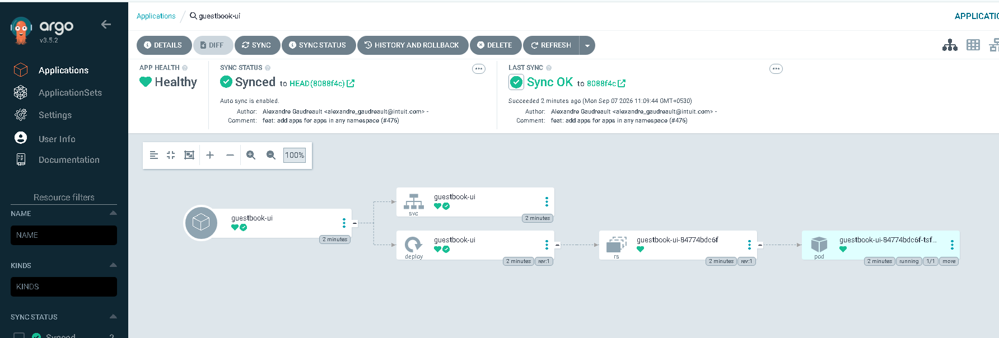 argo
v3.5.2
Applications
ApplicationSets
Settings
User Info
Documentation
Resource filters
NAME
NAME
KINDS
KINDS
SYNC STATUS
Synced 2
Applications / guestbook-ui
DETAILS DIFF SYNC SYNC STATUS HISTORY AND ROLLBACK DELETE REFRESH
APP HEALTH
Healthy
SYNC STATUS
Synced to HEAD(8088f4c)
Auto sync is enabled.
Author: Alexandre Gaudreault <alexandre_gaudreault@intuit.com> -
Comment: feat: add apps for apps in any namespace (#476)
LAST SYNC
Sync OK to 8088f4c
Succeeded 2 minutes ago (Mon Sep 07 2026 11:09:44 GMT+0530)
Author: Alexandre Gaudreault <alexandre_gaudreault@intuit.com> -
Comment: feat: add apps for apps in any namespace (#476)
100%
guestbook-ui
2 minutes
guestbook-ui
svc
2 minutes
guestbook-ui
deploy
2 minutes rev:1
guestbook-ui-84774bdc6f
rs
2 minutes rev:1
guestbook-ui-84774bdc6f-tsf...
pod
2 minutes running 1/1 more